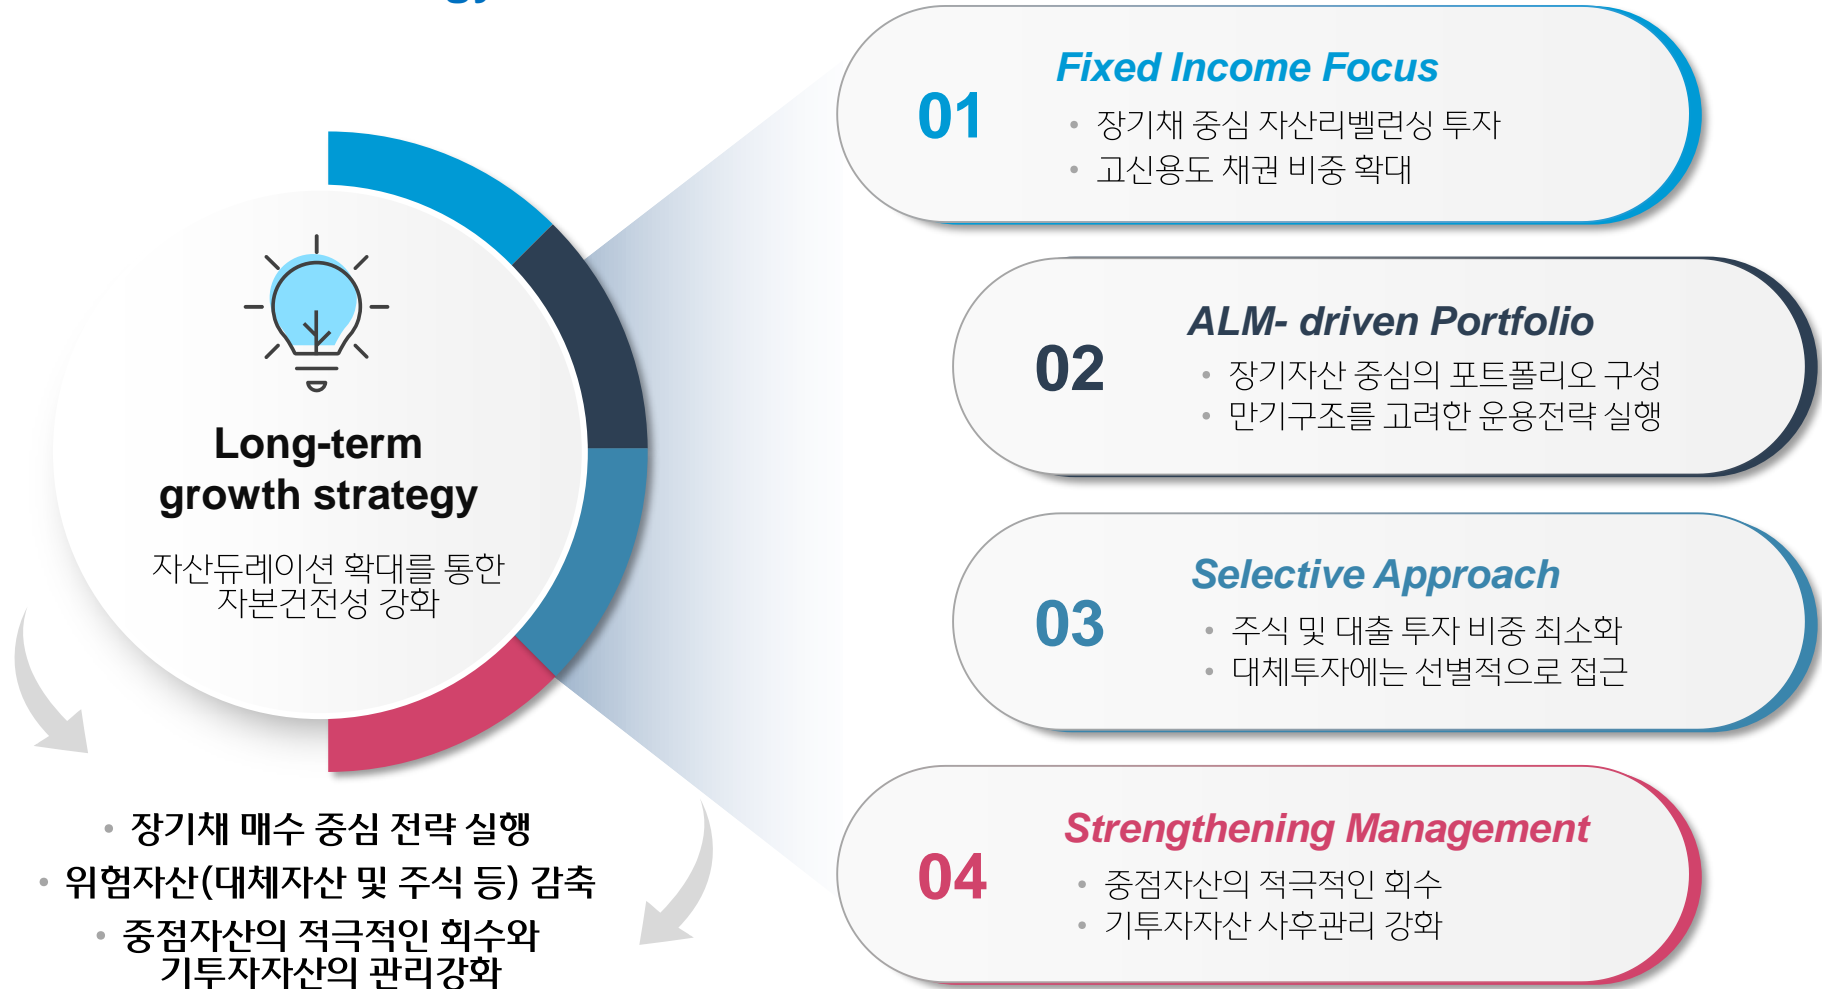 Long-term
growth strategy
자산듀레이션 확대를 통한
자본건전성 강화
• 장기채 매수 중심 전략 실행
• 위험자산(대체자산 및 주식 등) 감축
• 중점자산의 적극적인 회수와
기투자자산의 관리강화
01
Fixed Income Focus
• 장기채 중심 자산리벨런싱 투자
• 고신용도 채권 비중 확대
02
ALM- driven Portfolio
• 장기자산 중심의 포트폴리오 구성
• 만기구조를 고려한 운용전략 실행
03
Selective Approach
• 주식 및 대출 투자 비중 최소화
• 대체투자에는 선별적으로 접근
04
Strengthening Management
• 중점자산의 적극적인 회수
• 기투자자산 사후관리 강화